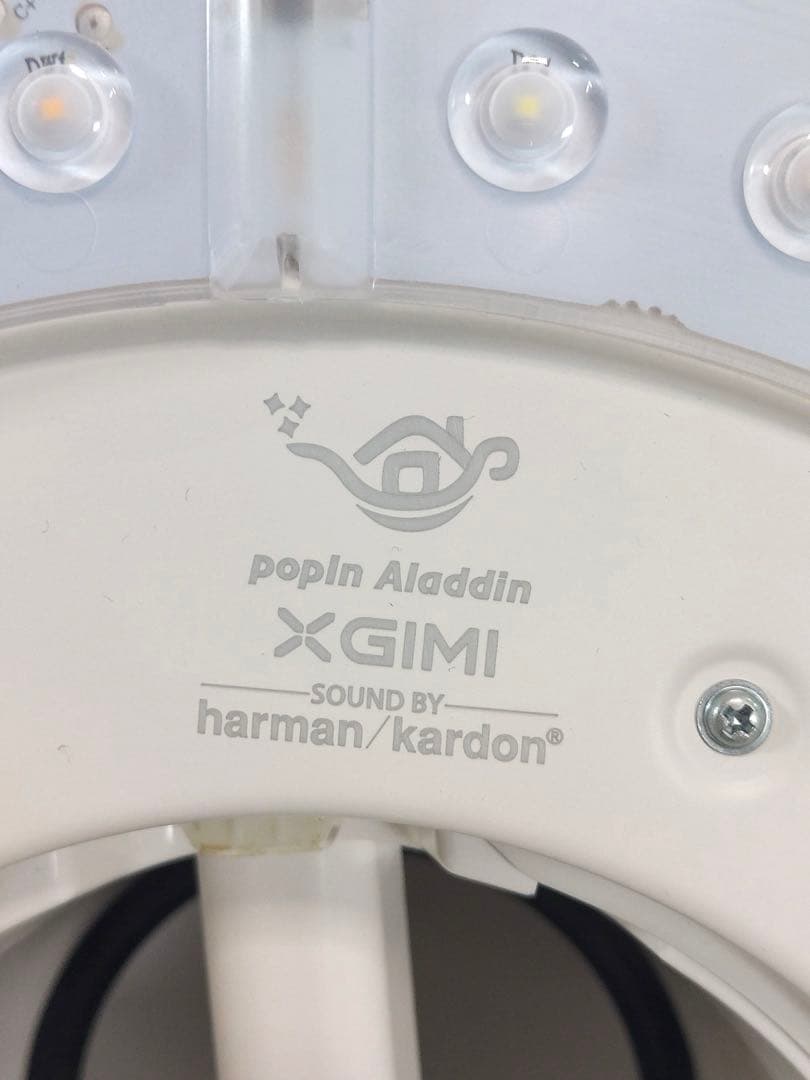 popIn Aladdin
XGIMI
SOUND BY
harman/kardon®